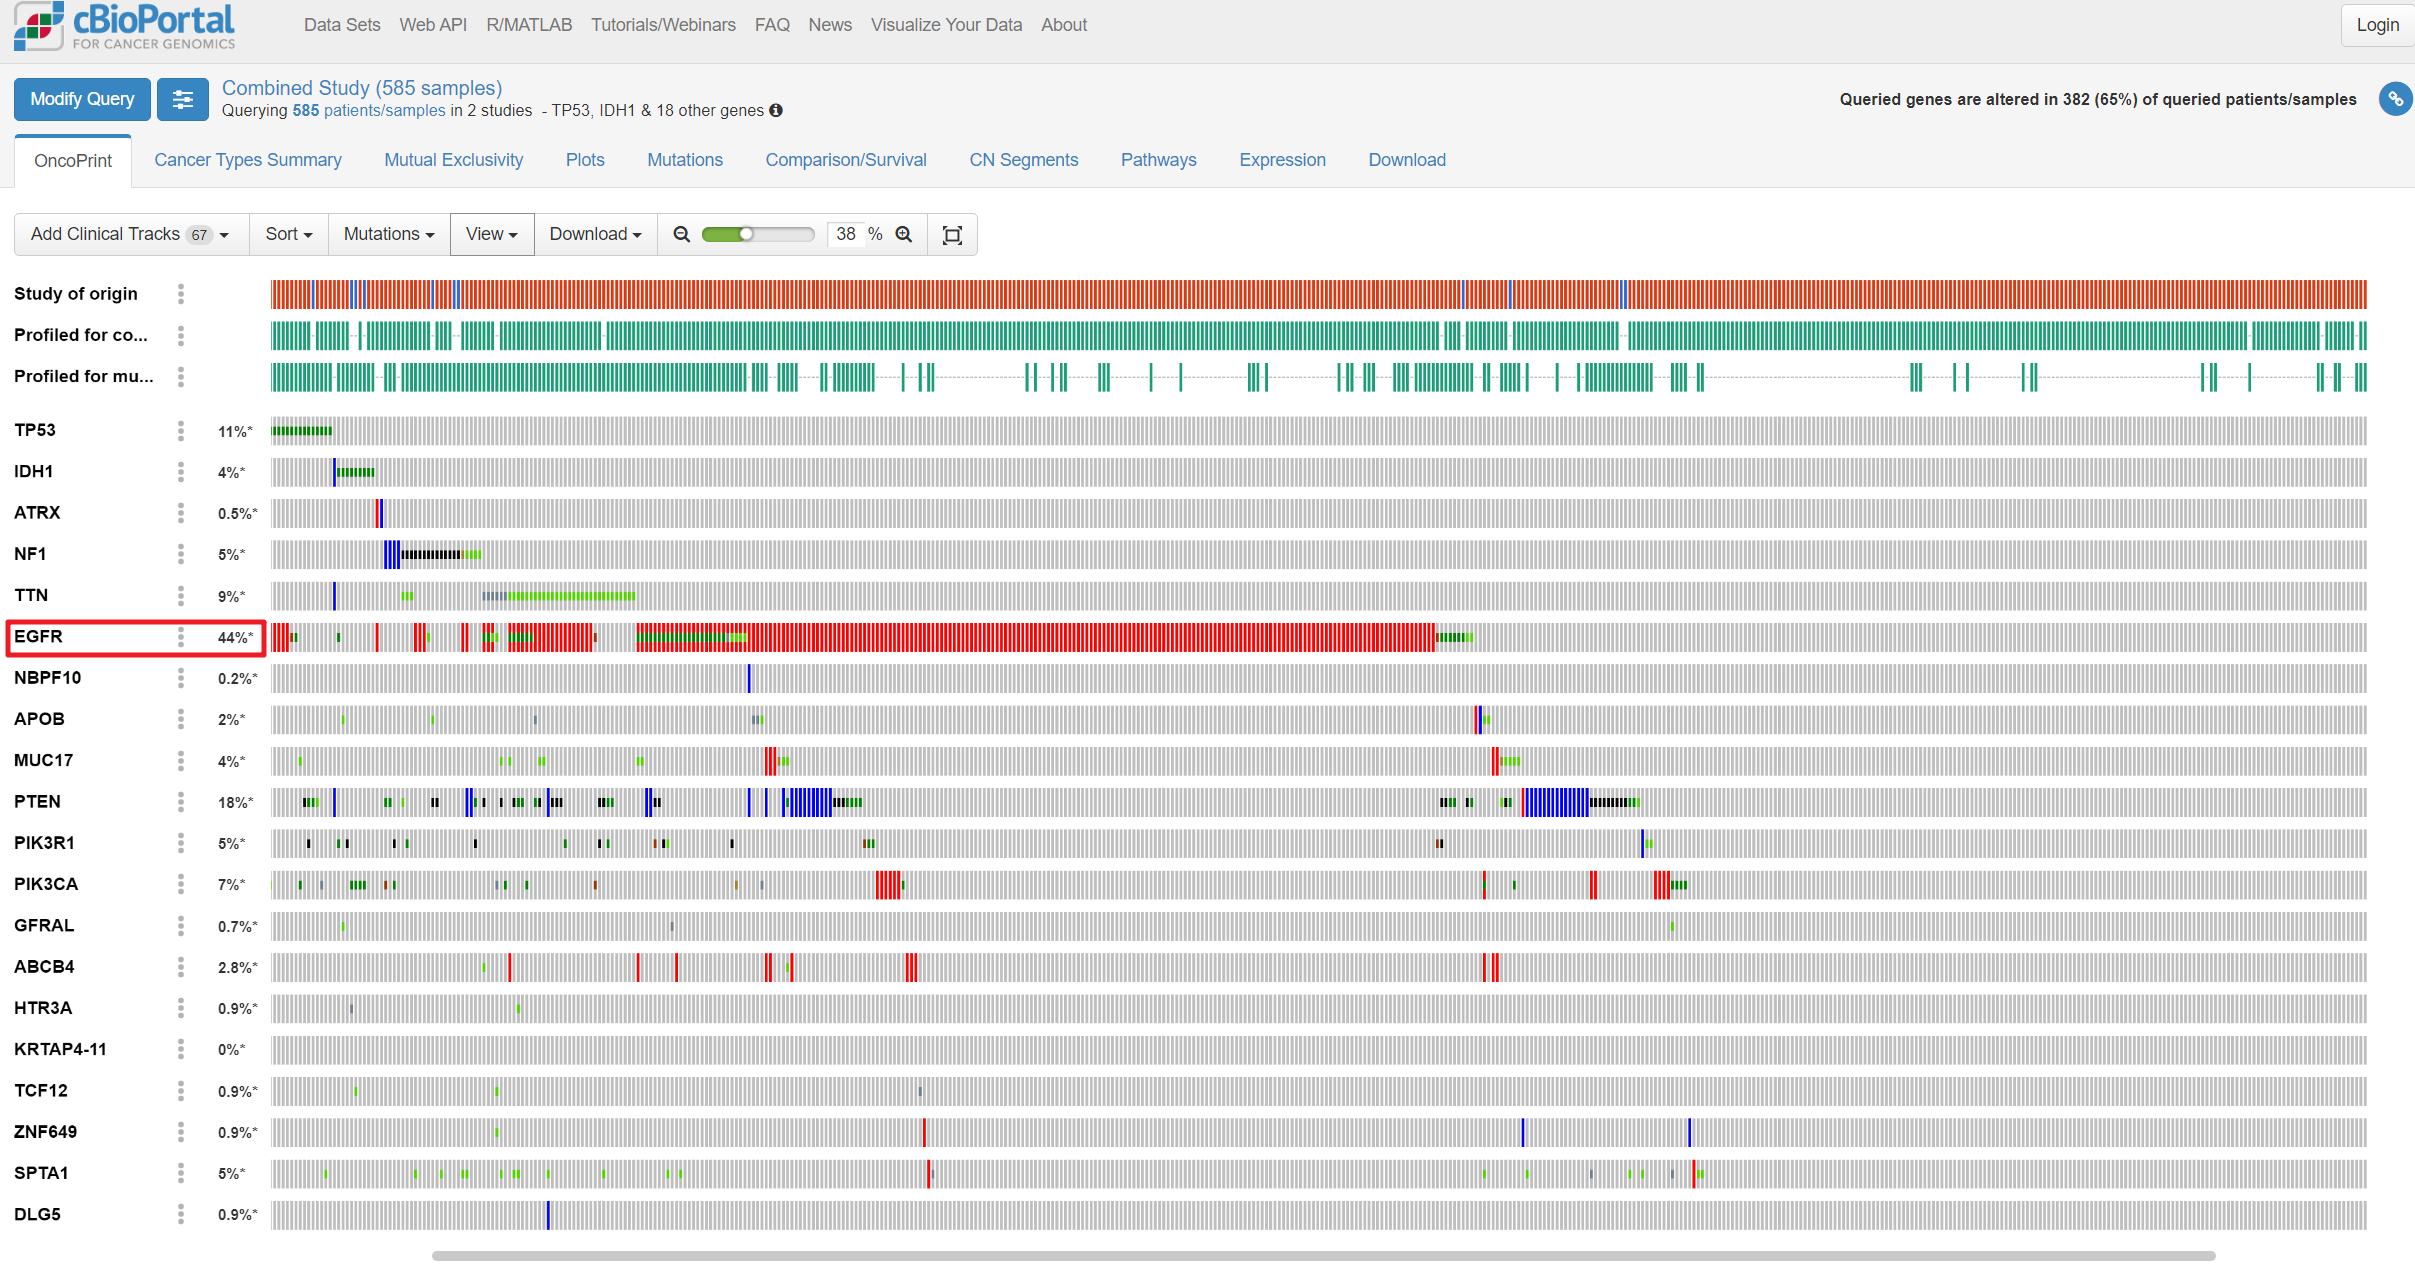 cBioPortal
FOR CANCER GENOMICS
Data Sets Web API R/MATLAB Tutorials/Webinars FAQ News Visualize Your Data About
Login
Modify Query
Combined Study (585 samples)
Querying 585 patients/samples in 2 studies - TP53, IDH1 & 18 other genes
Queried genes are altered in 382 (65%) of queried patients/samples
OncoPrint Cancer Types Summary Mutual Exclusivity Plots Mutations Comparison/Survival CN Segments Pathways Expression Download
Add Clinical Tracks 67 Sort Mutations View Download 38 %
Study of origin
Profiled for co...
Profiled for mu...
TP53 11%*
IDH1 4%*
ATRX 0.5%*
NF1 5%*
TTN 9%*
EGFR 44%*
NBPF10 0.2%*
APOB 2%*
MUC17 4%*
PTEN 18%*
PIK3R1 5%*
PIK3CA 7%*
GFRAL 0.7%*
ABCB4 2.8%*
HTR3A 0.9%*
KRTAP4-11 0%*
TCF12 0.9%*
ZNF649 0.9%*
SPTA1 5%*
DLG5 0.9%*